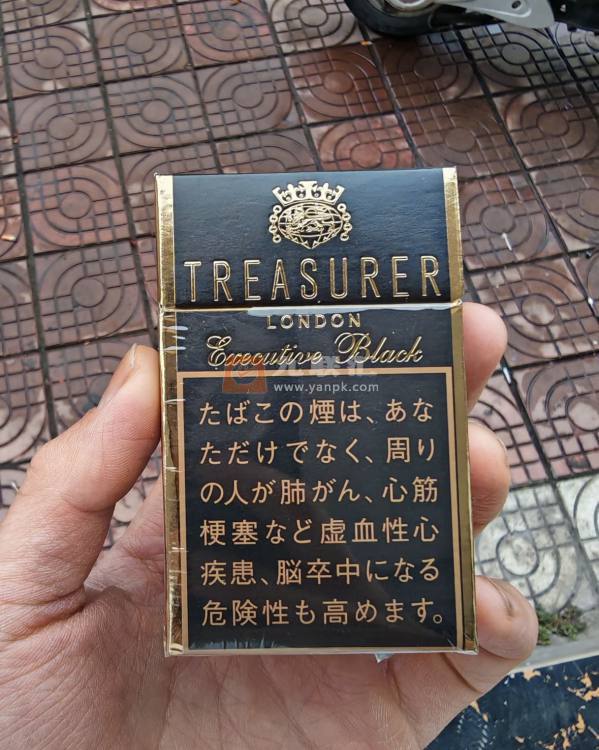 TREASURER
LONDON
Executive Black
www.yanpk.com
たばこの煙は、あな
ただけでなく、周り
の人が肺がん、心筋
梗塞など虚血性心
疾患、脳卒中になる
危険性も高めます。